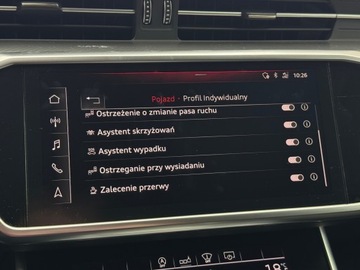 10:26
Pojazd - Profil Indywidualny
Ostrzeżenie o zmianie pasa ruchu
Asystent skrzyżowań
Asystent wypadku
Ostrzeganie przy wysiadaniu
Zalecenie przerwy